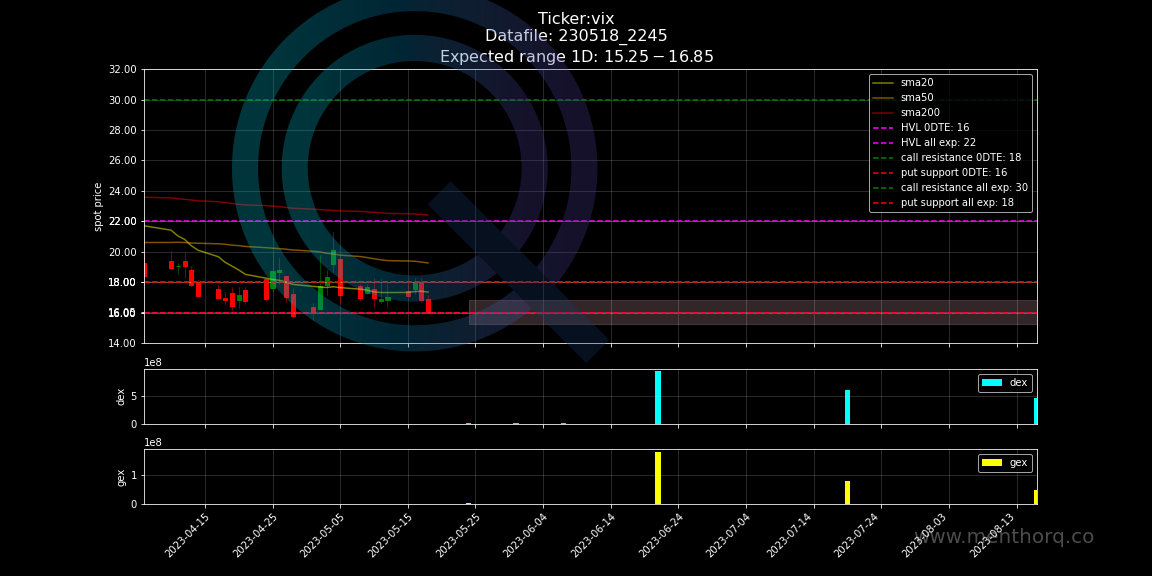 Ticker:vix
Datafile: 230518_2245
Expected range 1D: 15.25 − 16.85
32.00
30.00
28.00
26.00
24.00
22.00
20.00
18.00
16.00
14.00
spot price
sma20
sma50
sma200
HVL 0DTE: 16
HVL all exp: 22
call resistance 0DTE: 18
put support 0DTE: 16
call resistance all exp: 30
put support all exp: 18
1e8
5
0
dex
dex
1e8
1
0
gex
gex
2023-04-15
2023-04-25
2023-05-05
2023-05-15
2023-05-25
2023-06-04
2023-06-14
2023-06-24
2023-07-04
2023-07-14
2023-07-24
2023-08-03
2023-08-13
www.menthorq.co